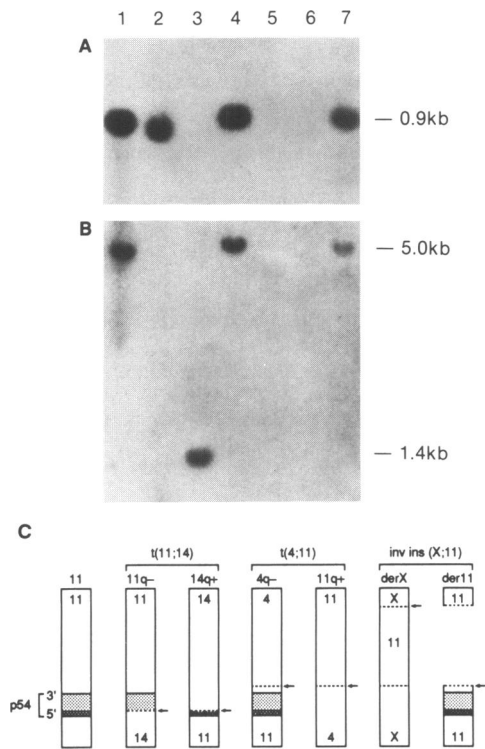 1 2 3 4 5 6 7
A
— 0.9kb
B
— 5.0kb
— 1.4kb
C
t(11;14) t(4;11) inv ins (X;11)
11 11q– 14q+ 4q– 11q+ derX der11
11 11 14 4 11 X 11
11
p54 3'
5'
14 11 11 4 X